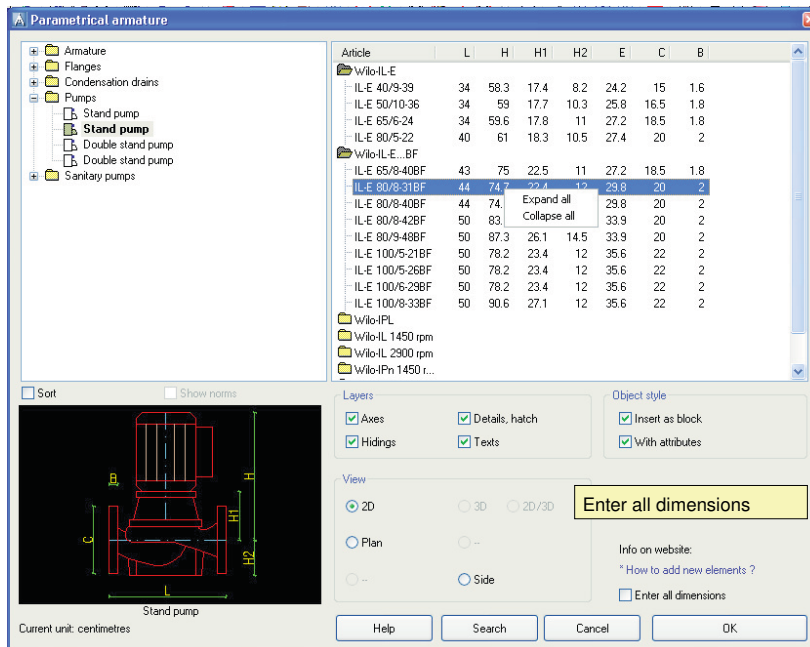 Parametrical armature
Armature
Flanges
Condensation drains
Pumps
Stand pump
Stand pump
Double stand pump
Double stand pump
Sanitary pumps
Article L H H1 H2 E C B
Wilo-IL-E
IL-E 40/9-39 34 58.3 17.4 8.2 24.2 15 1.6
IL-E 50/10-36 34 59 17.7 10.3 25.8 16.5 1.8
IL-E 65/6-24 34 59.6 17.8 11 27.2 18.5 1.8
IL-E 80/5-22 40 61 18.3 10.5 27.4 20 2
Wilo-IL-E...BF
IL-E 65/8-40BF 43 75 22.5 11 27.2 18.5 1.8
IL-E 80/8-31BF 44 74.7 22.4 12 29.8 20 2
IL-E 80/8-40BF 44 74. 29.8 20 2
IL-E 80/8-42BF 50 83. 33.9 20 2
IL-E 80/9-48BF 50 87.3 26.1 14.5 33.9 20 2
IL-E 100/5-21BF 50 78.2 23.4 12 35.6 22 2
IL-E 100/5-26BF 50 78.2 23.4 12 35.6 22 2
IL-E 100/6-29BF 50 78.2 23.4 12 35.6 22 2
IL-E 100/8-33BF 50 90.6 27.1 12 35.6 22 2
Wilo-IPL
Wilo-IL 1450 rpm
Wilo-IL 2900 rpm
Wilo-IPn 1450 r...
Expand all
Collapse all
Sort
Show norms
B
C
H
H1
H2
L
Stand pump
Current unit: centimetres
Layers
Axes
Details, hatch
Hidings
Texts
Object style
Insert as block
With attributes
View
2D
3D
2D/3D
Plan
--
--
Side
Enter all dimensions
Info on website:
* How to add new elements ?
Enter all dimensions
Help
Search
Cancel
OK